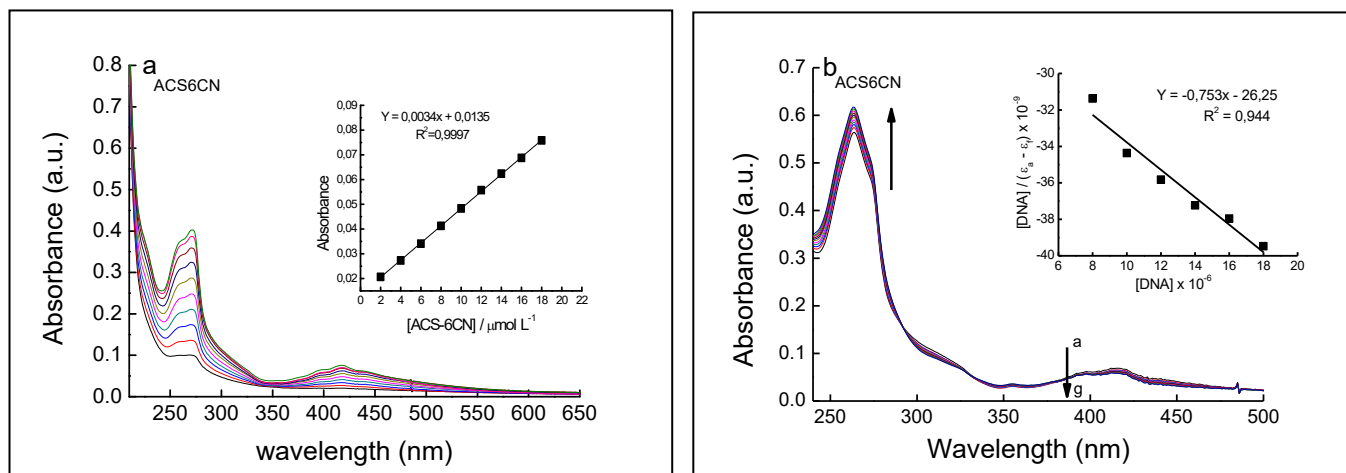 a
ACS6CN
Absorbance (a.u.)
0.8
0.7
0.6
0.5
0.4
0.3
0.2
0.1
0.0
250 300 350 400 450 500 550 600 650
wavelength (nm)
Y = 0,0034x + 0,0135
R²=0,9997
Absorbance
0,09
0,08
0,07
0,06
0,05
0,04
0,03
0,02
0,01
0 2 4 6 8 10 12 14 16 18 20 22
[ACS-6CN] / μmol L⁻¹
b
ACS6CN
Absorbance (a.u.)
0.7
0.6
0.5
0.4
0.3
0.2
0.1
0.0
250 300 350 400 450 500
Wavelength (nm)
a
g
Y = -0,753x - 26,25
R² = 0,944
[DNA] / (εₐ - εf) x 10⁻⁹
-30
-32
-34
-36
-38
-40
6 8 10 12 14 16 18 20
[DNA] x 10⁻⁶